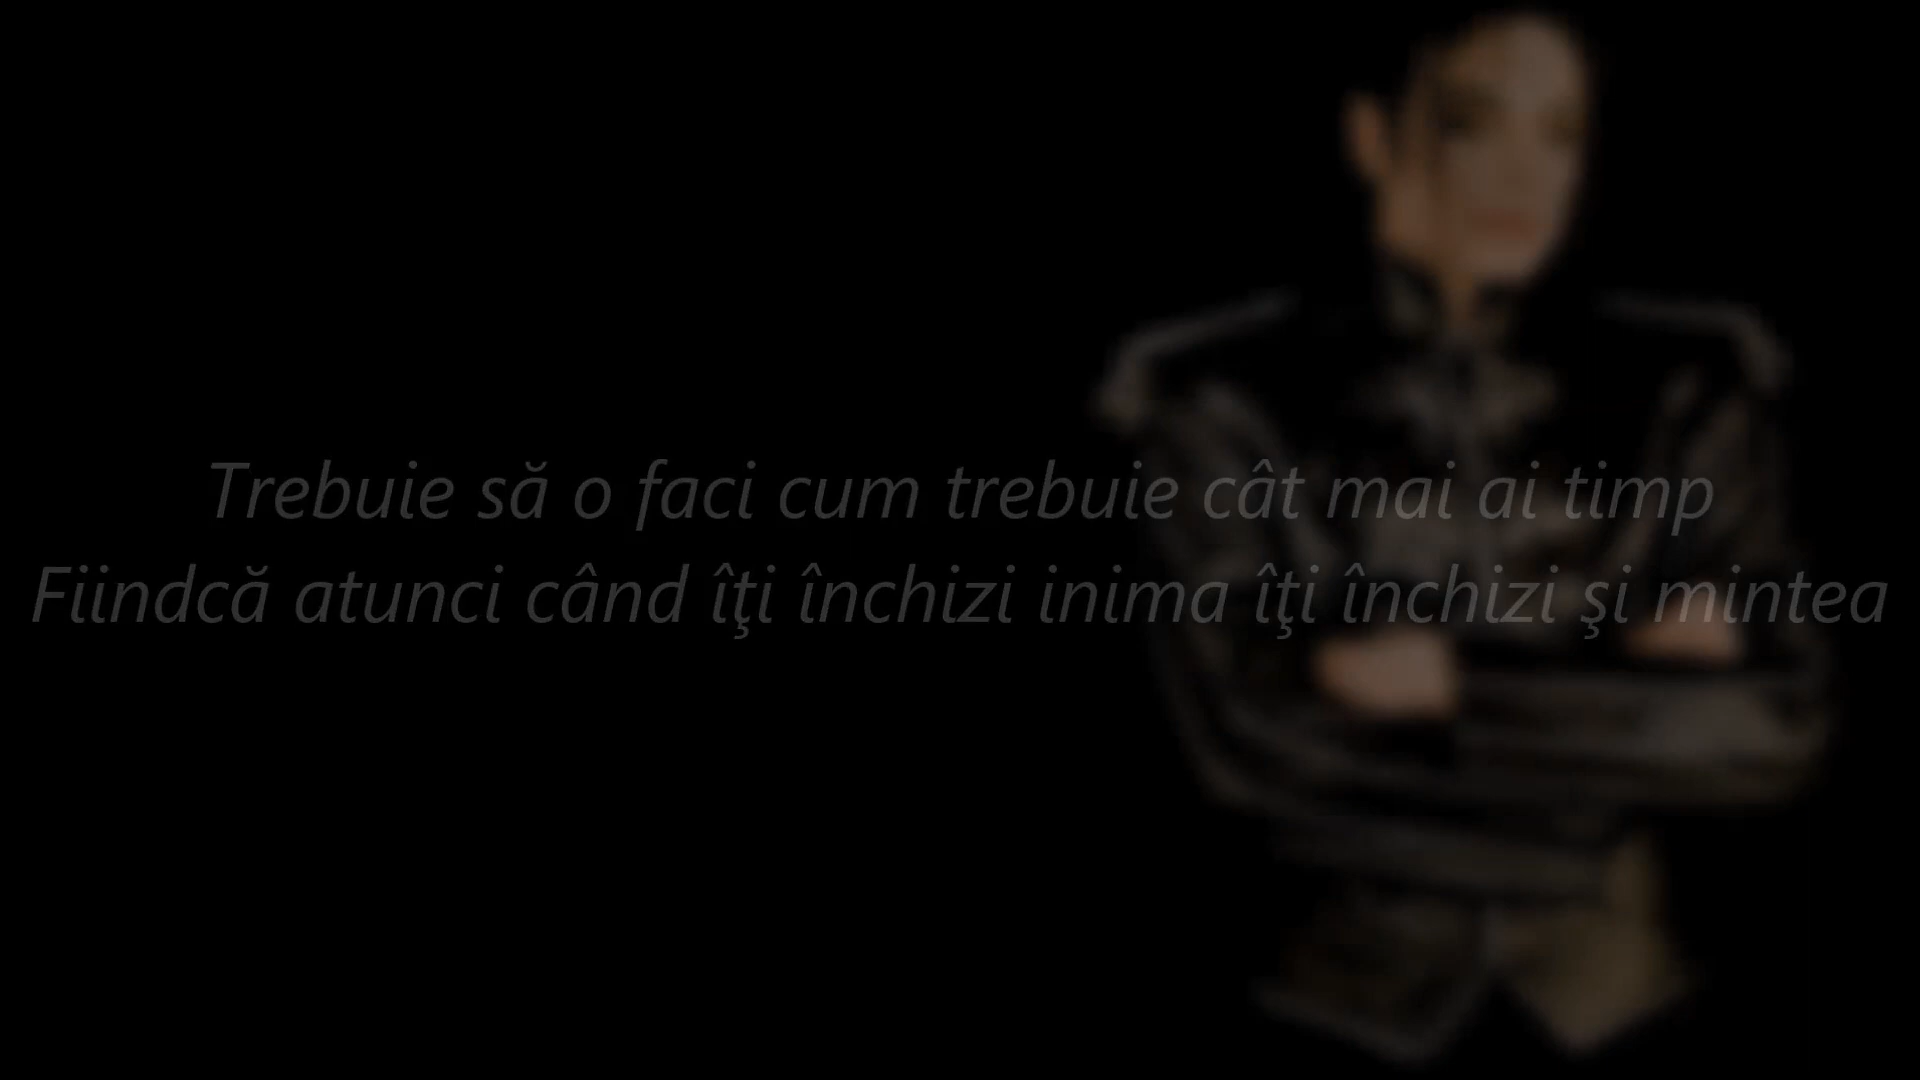 Trebuie să o faci cum trebuie cât mai ai timp
Fiindcă atunci când îţi închizi inima îţi închizi şi mintea